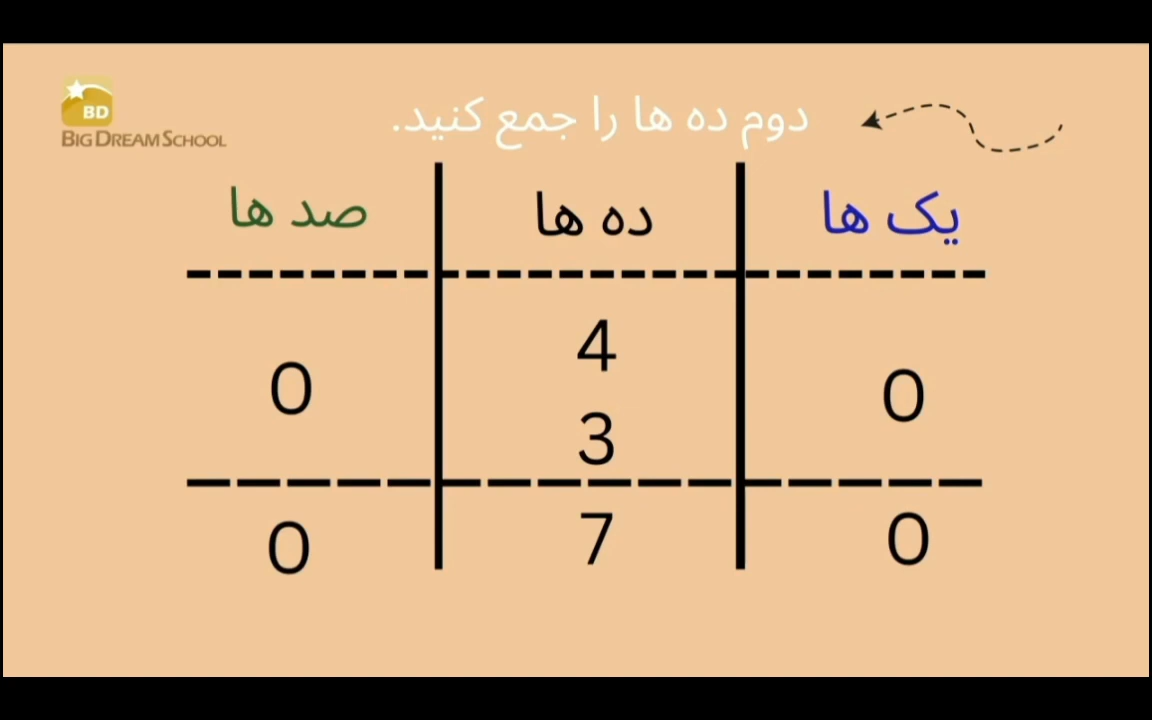 BD
BIG DREAM SCHOOL
دوم ده ها را جمع کنید.
یک ها ده ها صد ها
4
0 3 0
0 7 0